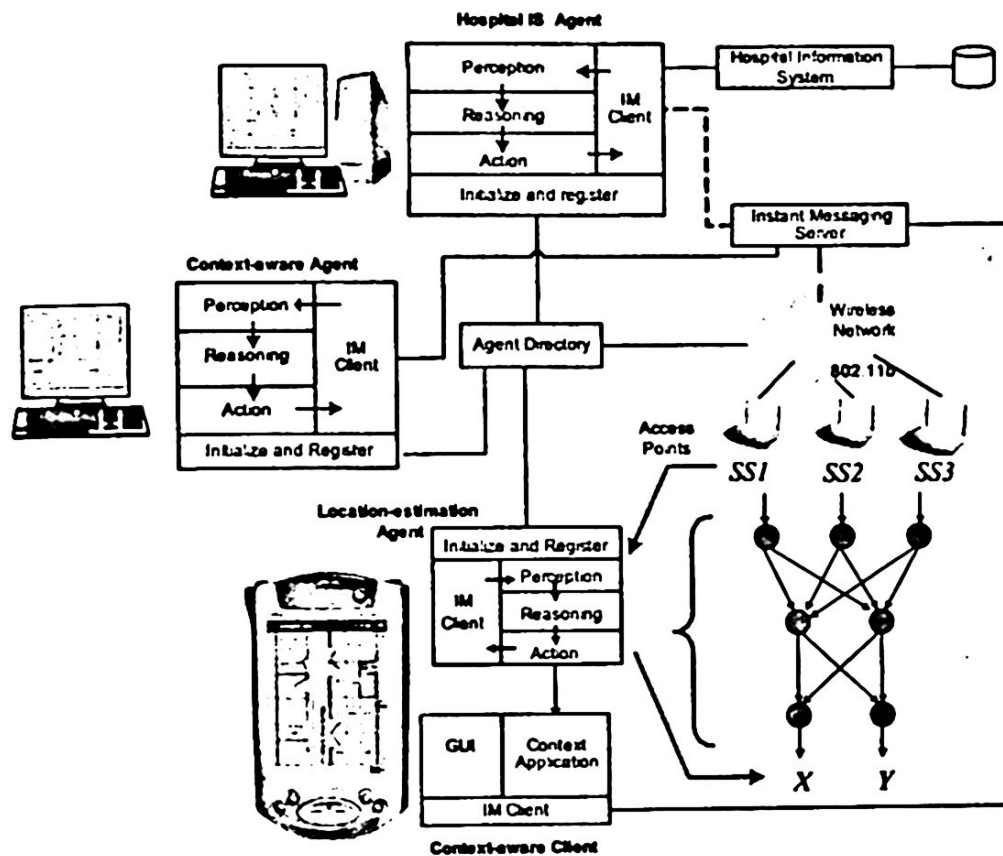 Hospital IS Agent
Perception
Reasoning
Action
IM
Client
Initialize and register
Hospital Information
System
Instant Messaging
Server
Context-aware Agent
Perception
Reasoning
Action
IM
Client
Initialize and Register
Agent Directory
Wireless
Network
802.11b
Access
Points
SS1 SS2 SS3
Location-estimation
Agent
Initialize and Register
IM
Client
Perception
Reasoning
Action
GUI
Context
Application
IM Client
Context-aware Client
X Y